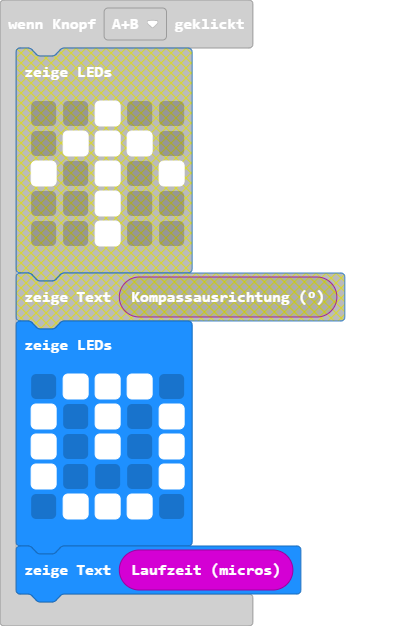 wenn Knopf A+B geklickt
zeige LEDs
zeige Text Kompassausrichtung (°)
zeige LEDs
zeige Text Laufzeit (micros)